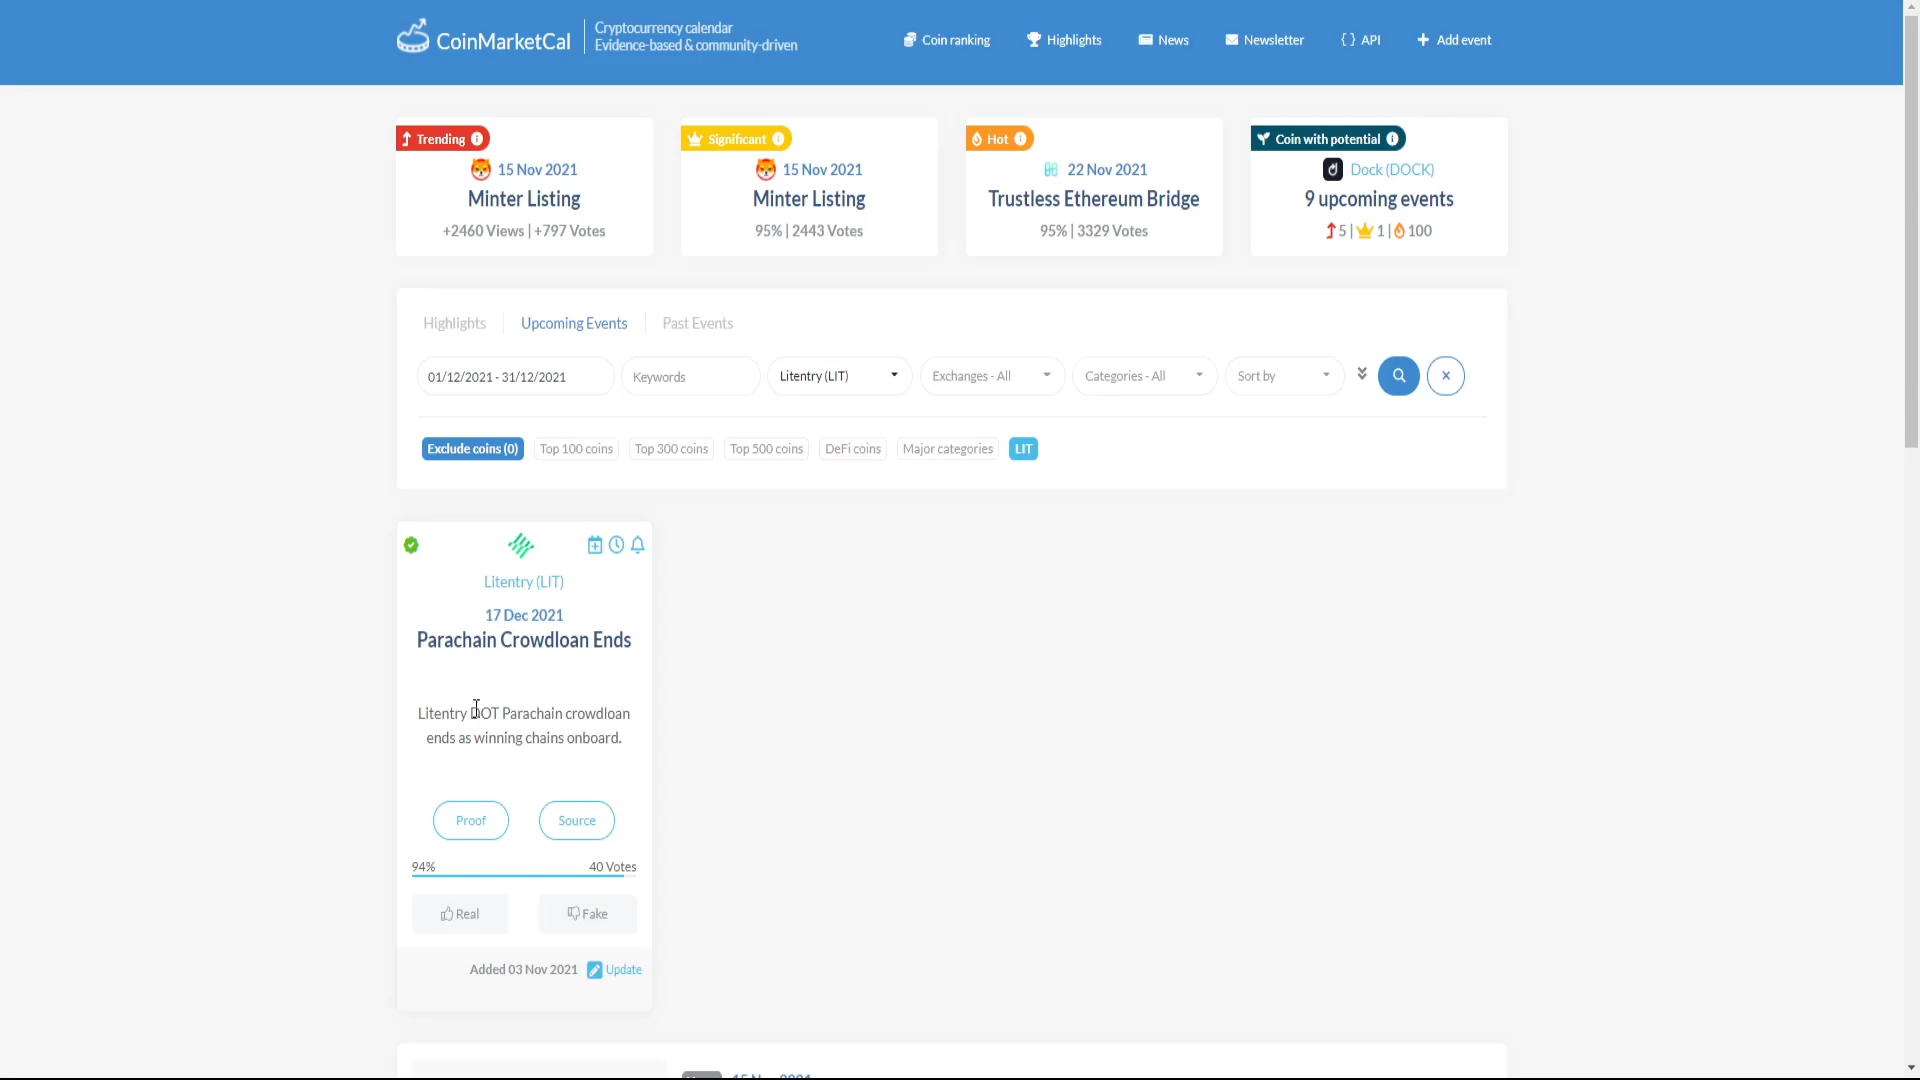 CoinMarketCal
Cryptocurrency calendar
Evidence-based & community-driven
Coin ranking
Highlights
News
Newsletter
{ } API
+ Add event
Trending
15 Nov 2021
Minter Listing
+2460 Views | +797 Votes
Significant
15 Nov 2021
Minter Listing
95% | 2443 Votes
Hot
22 Nov 2021
Trustless Ethereum Bridge
95% | 3329 Votes
Coin with potential
Dock (DOCK)
9 upcoming events
5 | 1 | 100
Highlights
Upcoming Events
Past Events
01/12/2021 - 31/12/2021
Keywords
Litentry (LIT)
Exchanges - All
Categories - All
Sort by
Exclude coins (0)
Top 100 coins
Top 300 coins
Top 500 coins
DeFi coins
Major categories
LIT
Litentry (LIT)
17 Dec 2021
Parachain Crowdloan Ends
Litentry DOT Parachain crowdloan
ends as winning chains onboard.
Proof
Source
94%
40 Votes
Real
Fake
Added 03 Nov 2021
Update